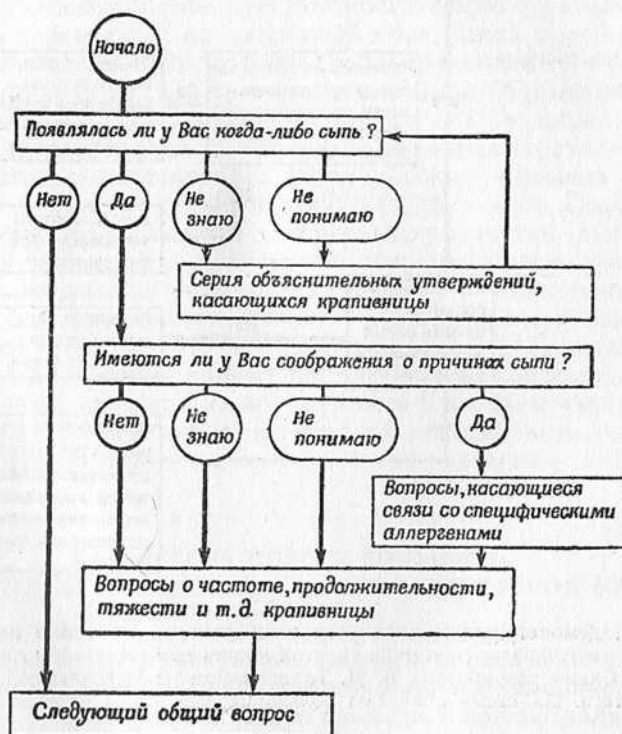 Начало
Появлялась ли у Вас когда-либо сыпь ?
Нет
Да
Не
знаю
Не
понимаю
Серия объяснительных утверждений,
касающихся крапивницы
Имеются ли у Вас соображения о причинах сыпи ?
Нет
Не
знаю
Не
понимаю
Да
Вопросы, касающиеся
связи со специфическими
аллергенами
Вопросы о частоте, продолжительности,
тяжести и т.д. крапивницы
Следующий общий вопрос